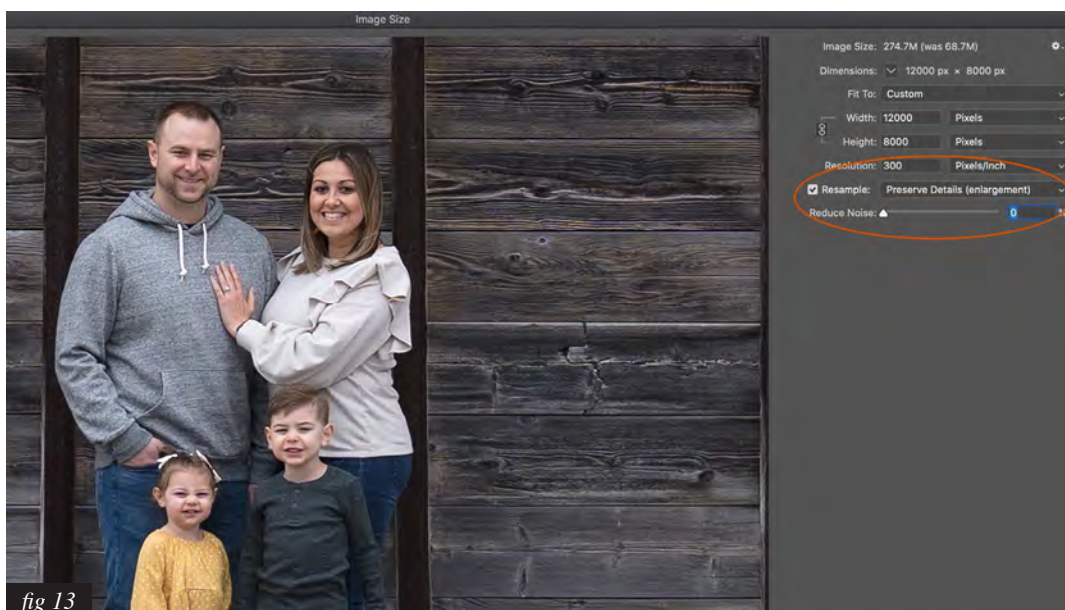 Image Size
Image Size: 274.7M (was 68.7M)
Dimensions: 12000 px × 8000 px
Fit To: Custom
Width: 12000 Pixels
Height: 8000 Pixels
Resolution: 300 Pixels/Inch
Resample: Preserve Details (enlargement)
Reduce Noise: 0
fig 13